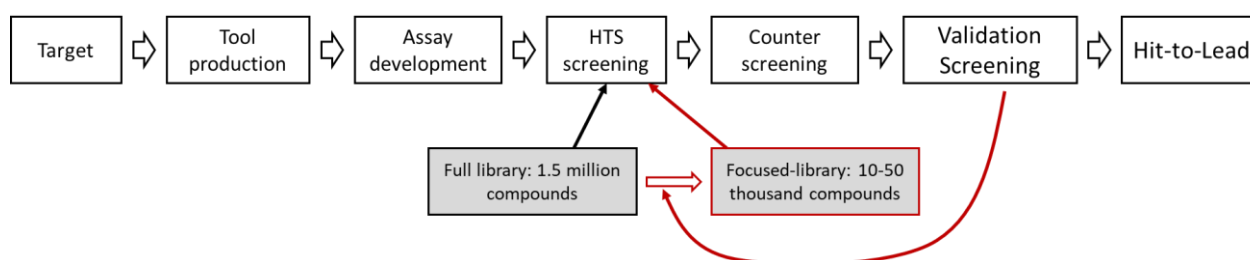 Target
Tool
production
Assay
development
HTS
screening
Counter
screening
Validation
Screening
Hit-to-Lead
Full library: 1.5 million
compounds
Focused-library: 10-50
thousand compounds